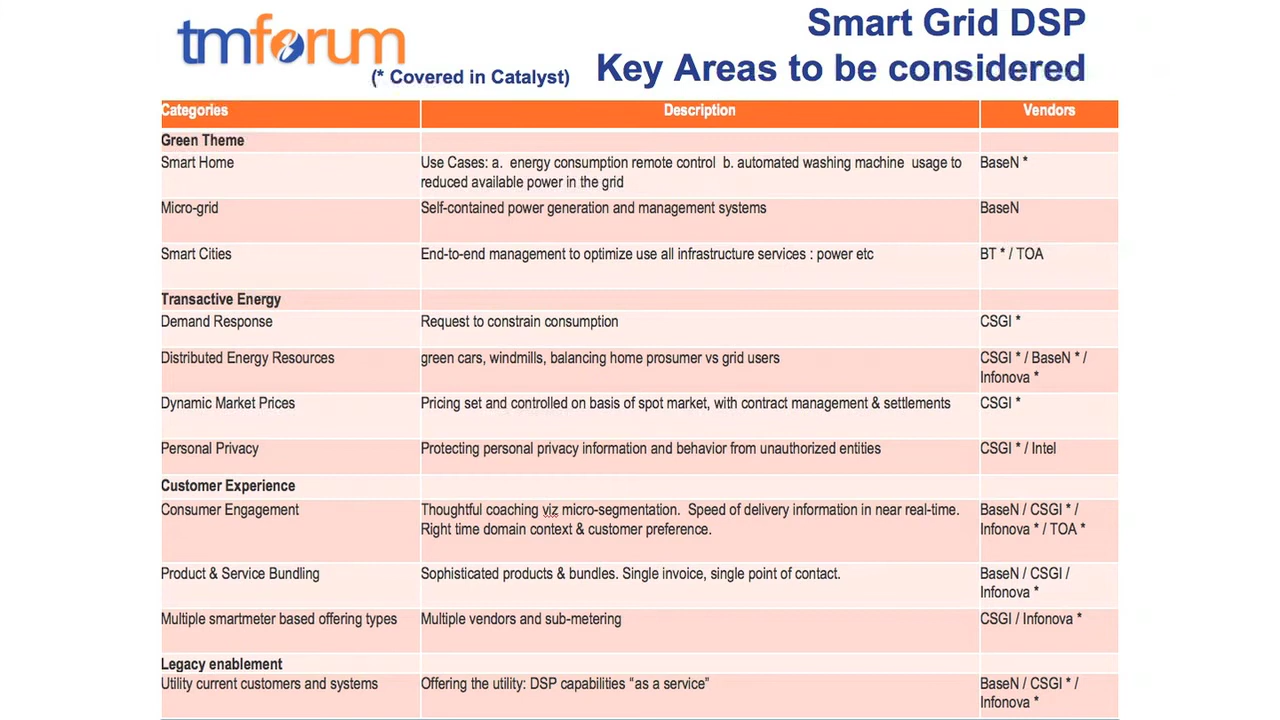 tmforum
Smart Grid DSP
(* Covered in Catalyst)
Key Areas to be considered
Categories
Description
Vendors
Green Theme
Smart Home
Use Cases: a. energy consumption remote control b. automated washing machine usage to
reduced available power in the grid
BaseN *
Micro-grid
Self-contained power generation and management systems
BaseN
Smart Cities
End-to-end management to optimize use all infrastructure services : power etc
BT * / TOA
Transactive Energy
Demand Response
Request to constrain consumption
CSGI *
Distributed Energy Resources
green cars, windmills, balancing home prosumer vs grid users
CSGI * / BaseN * /
Infonova *
Dynamic Market Prices
Pricing set and controlled on basis of spot market, with contract management & settlements
CSGI *
Personal Privacy
Protecting personal privacy information and behavior from unauthorized entities
CSGI * / Intel
Customer Experience
Consumer Engagement
Thoughtful coaching viz micro-segmentation. Speed of delivery information in near real-time.
Right time domain context & customer preference.
BaseN / CSGI * /
Infonova * / TOA *
Product & Service Bundling
Sophisticated products & bundles. Single invoice, single point of contact.
BaseN / CSGI /
Infonova *
Multiple smartmeter based offering types
Multiple vendors and sub-metering
CSGI / Infonova *
Legacy enablement
Utility current customers and systems
Offering the utility: DSP capabilities "as a service"
BaseN / CSGI * /
Infonova *